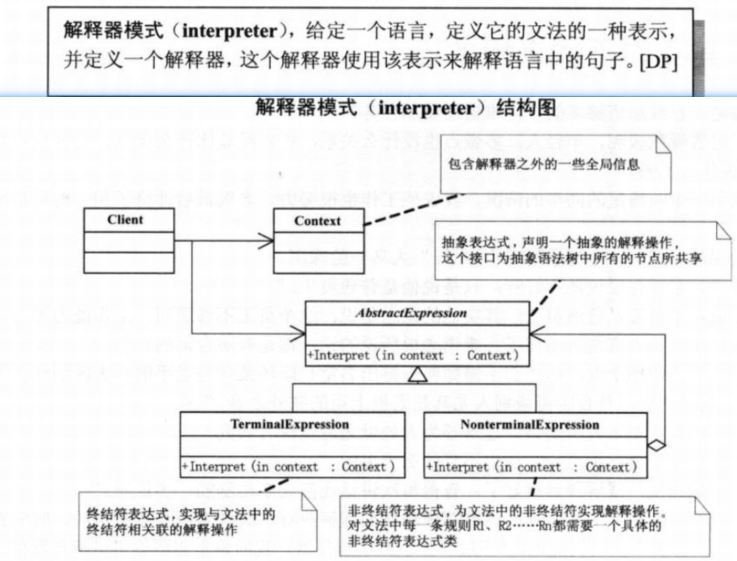 解释器模式（interpreter），给定一个语言，定义它的文法的一种表示，
并定义一个解释器，这个解释器使用该表示来解释语言中的句子。[DP]
解释器模式（interpreter）结构图
包含解释器之外的一些全局信息
Client
Context
抽象表达式，声明一个抽象的解释操作，
这个接口为抽象语法树中所有的节点所共享
AbstractExpression
+Interpret(in context : Context)
TerminalExpression
+Interpret(in context : Context)
NonterminalExpression
+Interpret(in context : Context)
终结符表达式，实现与文法中的
终结符相关联的解释操作
非终结符表达式，为文法中的非终结符实现解释操作。
对文法中每一条规则R1、R2……Rn都需要一个具体的
非终结符表达式类